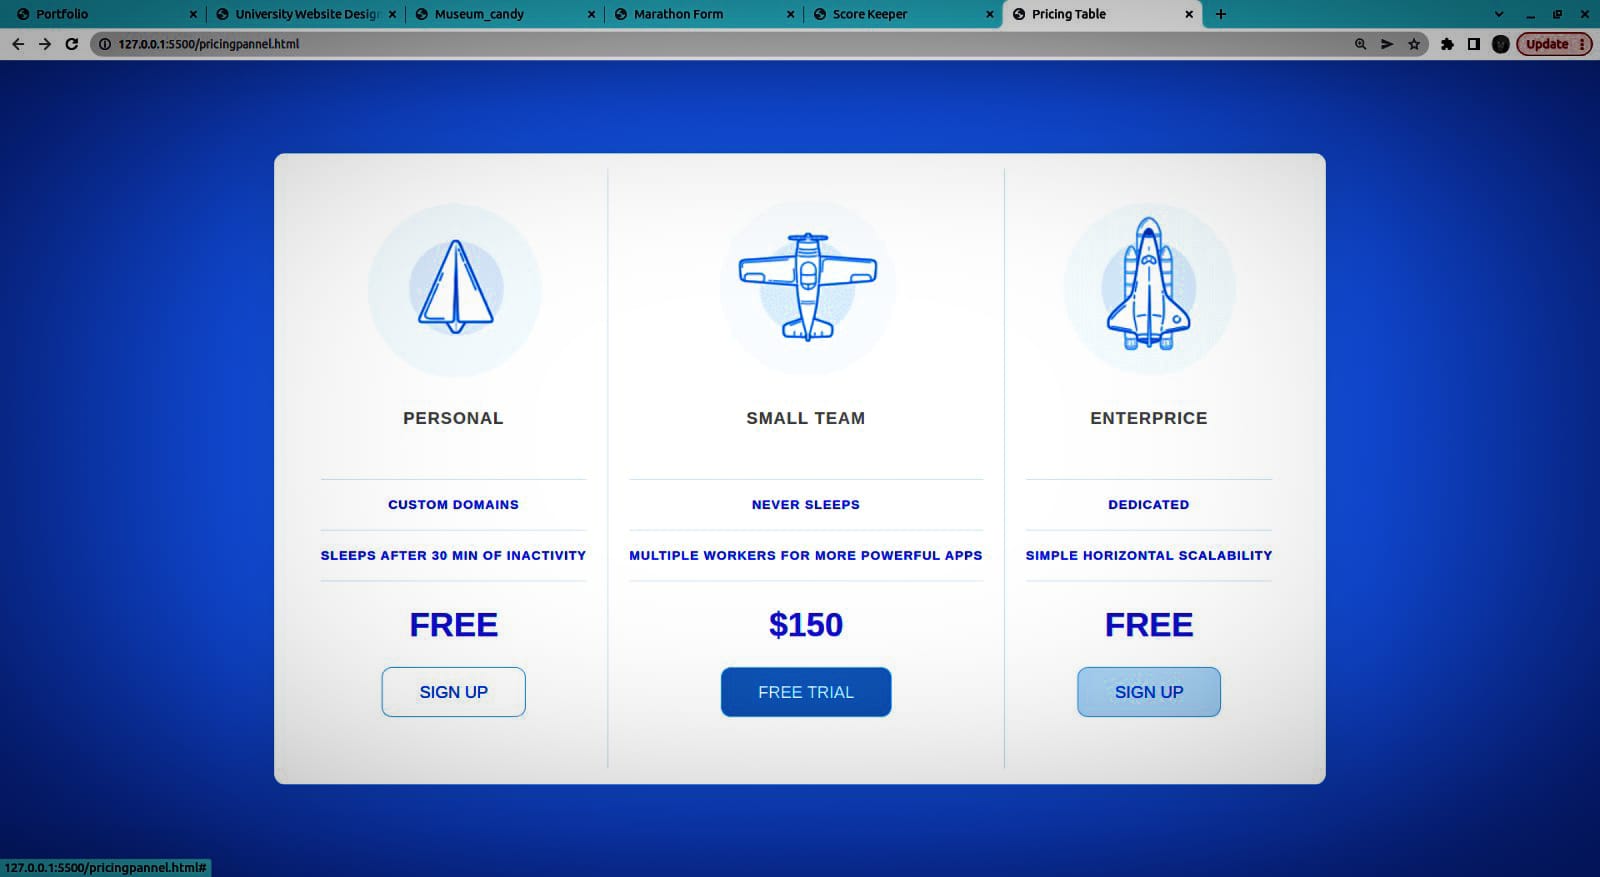 Portfolio
University Website Design
Museum_candy
Marathon Form
Score Keeper
Pricing Table
127.0.0.1:5500/pricingpannel.html
Update
PERSONAL
CUSTOM DOMAINS
SLEEPS AFTER 30 MIN OF INACTIVITY
FREE
SIGN UP
SMALL TEAM
NEVER SLEEPS
MULTIPLE WORKERS FOR MORE POWERFUL APPS
$150
FREE TRIAL
ENTERPRICE
DEDICATED
SIMPLE HORIZONTAL SCALABILITY
FREE
SIGN UP
127.0.0.1:5500/pricingpannel.html#